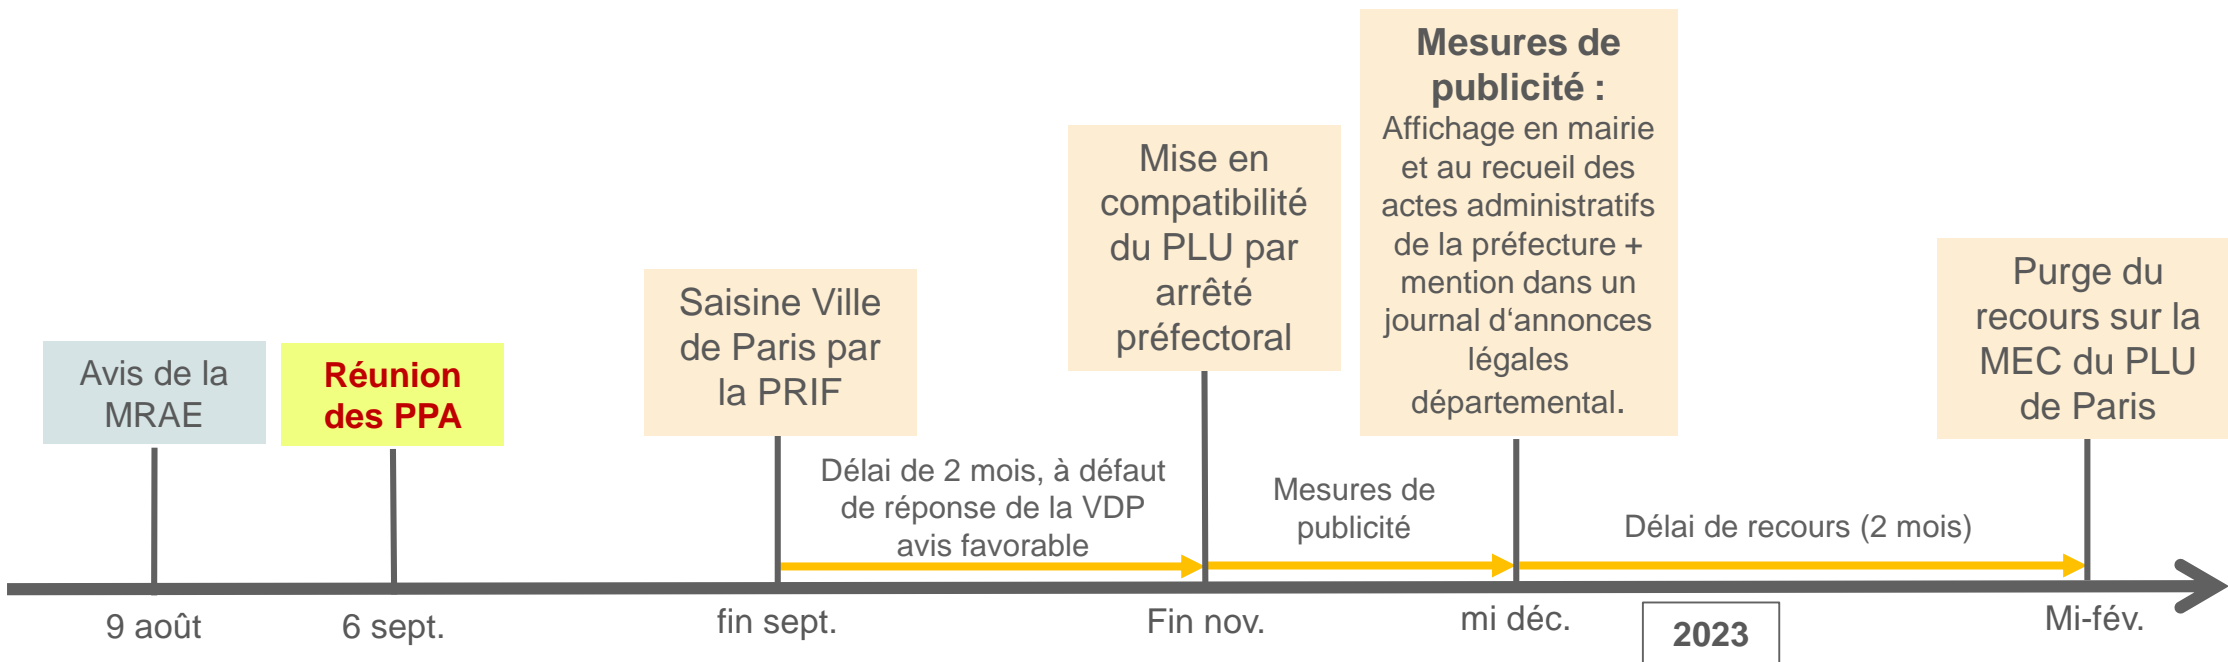 Avis de la
MRAE
Réunion
des PPA
Saisine Ville
de Paris par
la PRIF
Mise en
compatibilité
du PLU par
arrêté
préfectoral
Mesures de
publicité :
Affichage en mairie
et au recueil des
actes administratifs
de la préfecture +
mention dans un
journal d‘annonces
légales
départemental.
Purge du
recours sur la
MEC du PLU
de Paris
Délai de 2 mois, à défaut
de réponse de la VDP
avis favorable
Mesures de
publicité
Délai de recours (2 mois)
9 août
6 sept.
fin sept.
Fin nov.
mi déc.
2023
Mi-fév.